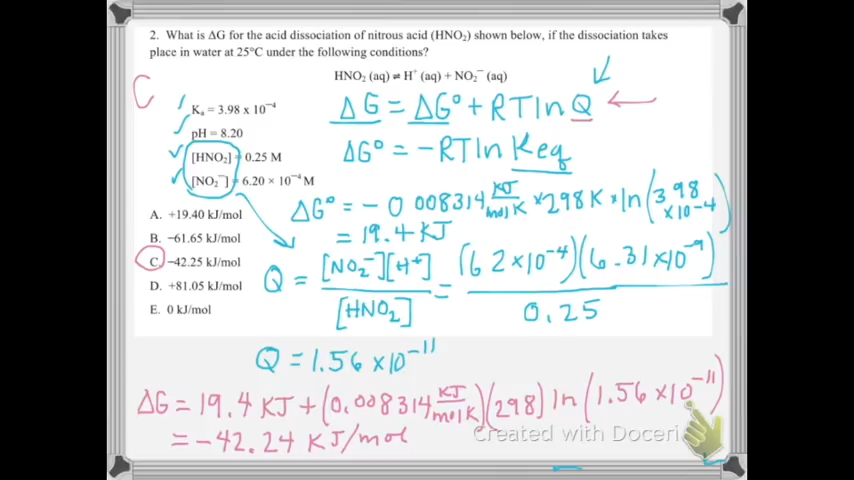 2. What is ΔG for the acid dissociation of nitrous acid (HNO₂) shown below, if the dissociation takes
place in water at 25°C under the following conditions?
HNO₂ (aq) ⇌ H⁺ (aq) + NO₂⁻ (aq)
C
Kₐ = 3.98 x 10⁻⁴
pH = 8.20
[HNO₂] = 0.25 M
[NO₂⁻] = 6.20 × 10⁻⁴ M
ΔG = ΔG° + RTln Q
ΔG° = -RTln Keq
ΔG° = - 0 008314 KJ/mol K × 298K × ln (3.98 × 10-4)
= 19.4 KJ
A. +19.40 kJ/mol
B. −61.65 kJ/mol
C. −42.25 kJ/mol
D. +81.05 kJ/mol
E. 0 kJ/mol
Q = [NO₂⁻][H⁺]/[HNO₂] = (6 2 × 10⁻⁴)(6.31 × 10⁻⁹)/0.25
Q = 1.56 × 10⁻¹¹
ΔG = 19.4 KJ + (0.008314 KJ/mol K)(298) ln (1.56 × 10⁻¹¹)
= -42.24 KJ/mol
Created with Doceri